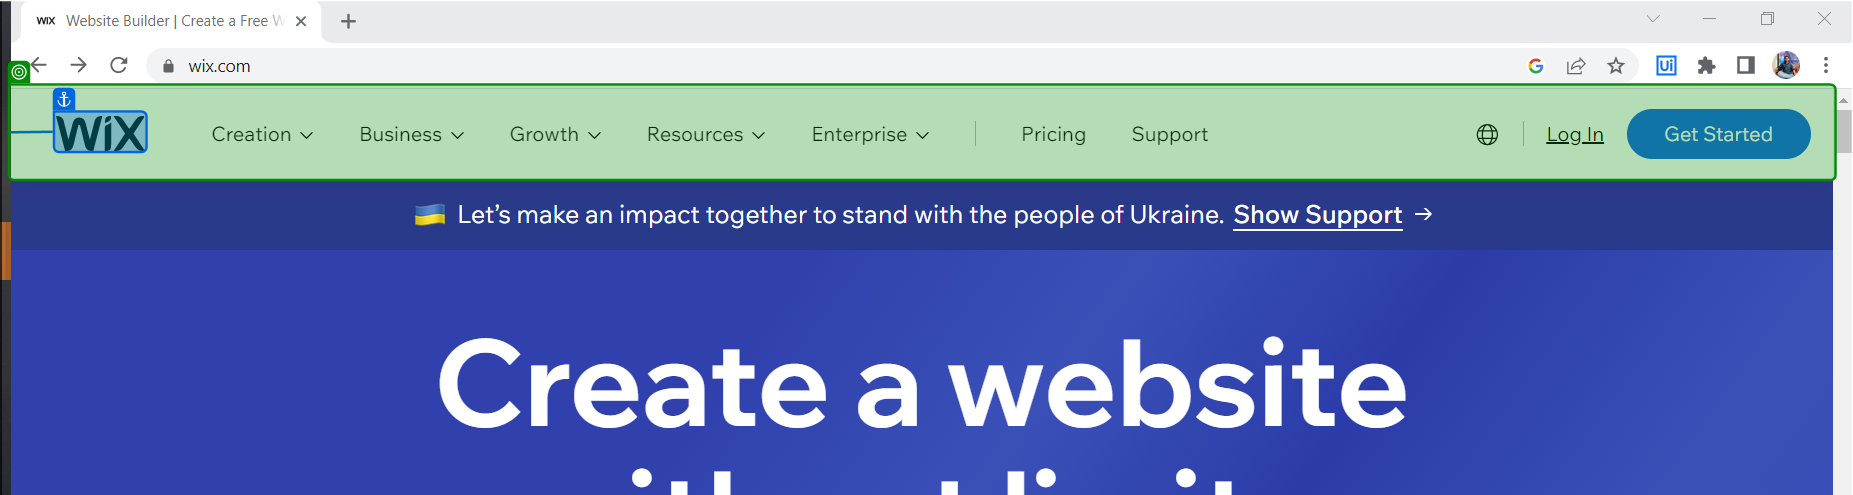 WIX Website Builder | Create a Free W
wix.com
Ui
WiX Creation Business Growth Resources Enterprise Pricing Support Log In Get Started
Let’s make an impact together to stand with the people of Ukraine. Show Support →
Create a website